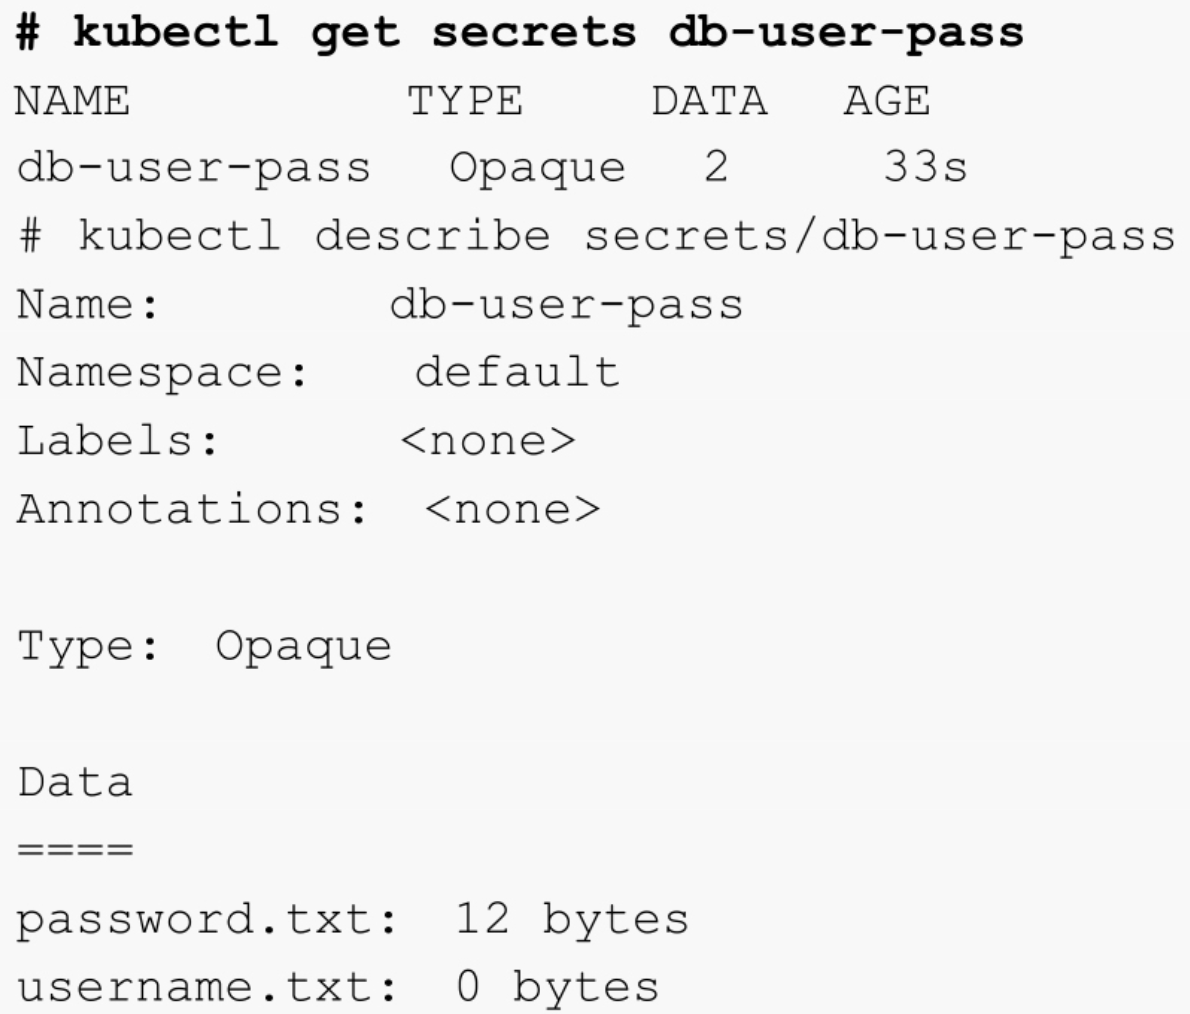 # kubectl get secrets db-user-pass
NAME TYPE DATA AGE
db-user-pass Opaque 2 33s
# kubectl describe secrets/db-user-pass
Name: db-user-pass
Namespace: default
Labels: <none>
Annotations: <none>
Type: Opaque
Data
====
password.txt: 12 bytes
username.txt: 0 bytes